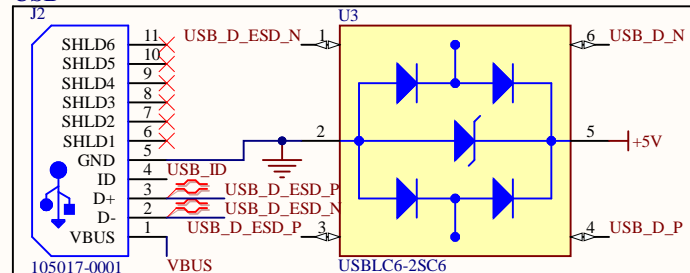 J2
U3
SHLD6 11
SHLD5 10
SHLD4 9
SHLD3 8
SHLD2 7
SHLD1 6
GND 5
ID 4 USB_ID
D+ 3 USB_D_ESD_P
D- 2 USB_D_ESD_N
VBUS 1
105017-0001
VBUS
USB_D_ESD_N 1
6 USB_D_N
2
5 +5V
USB_D_ESD_P 3
4 USB_D_P
USBLC6-2SC6